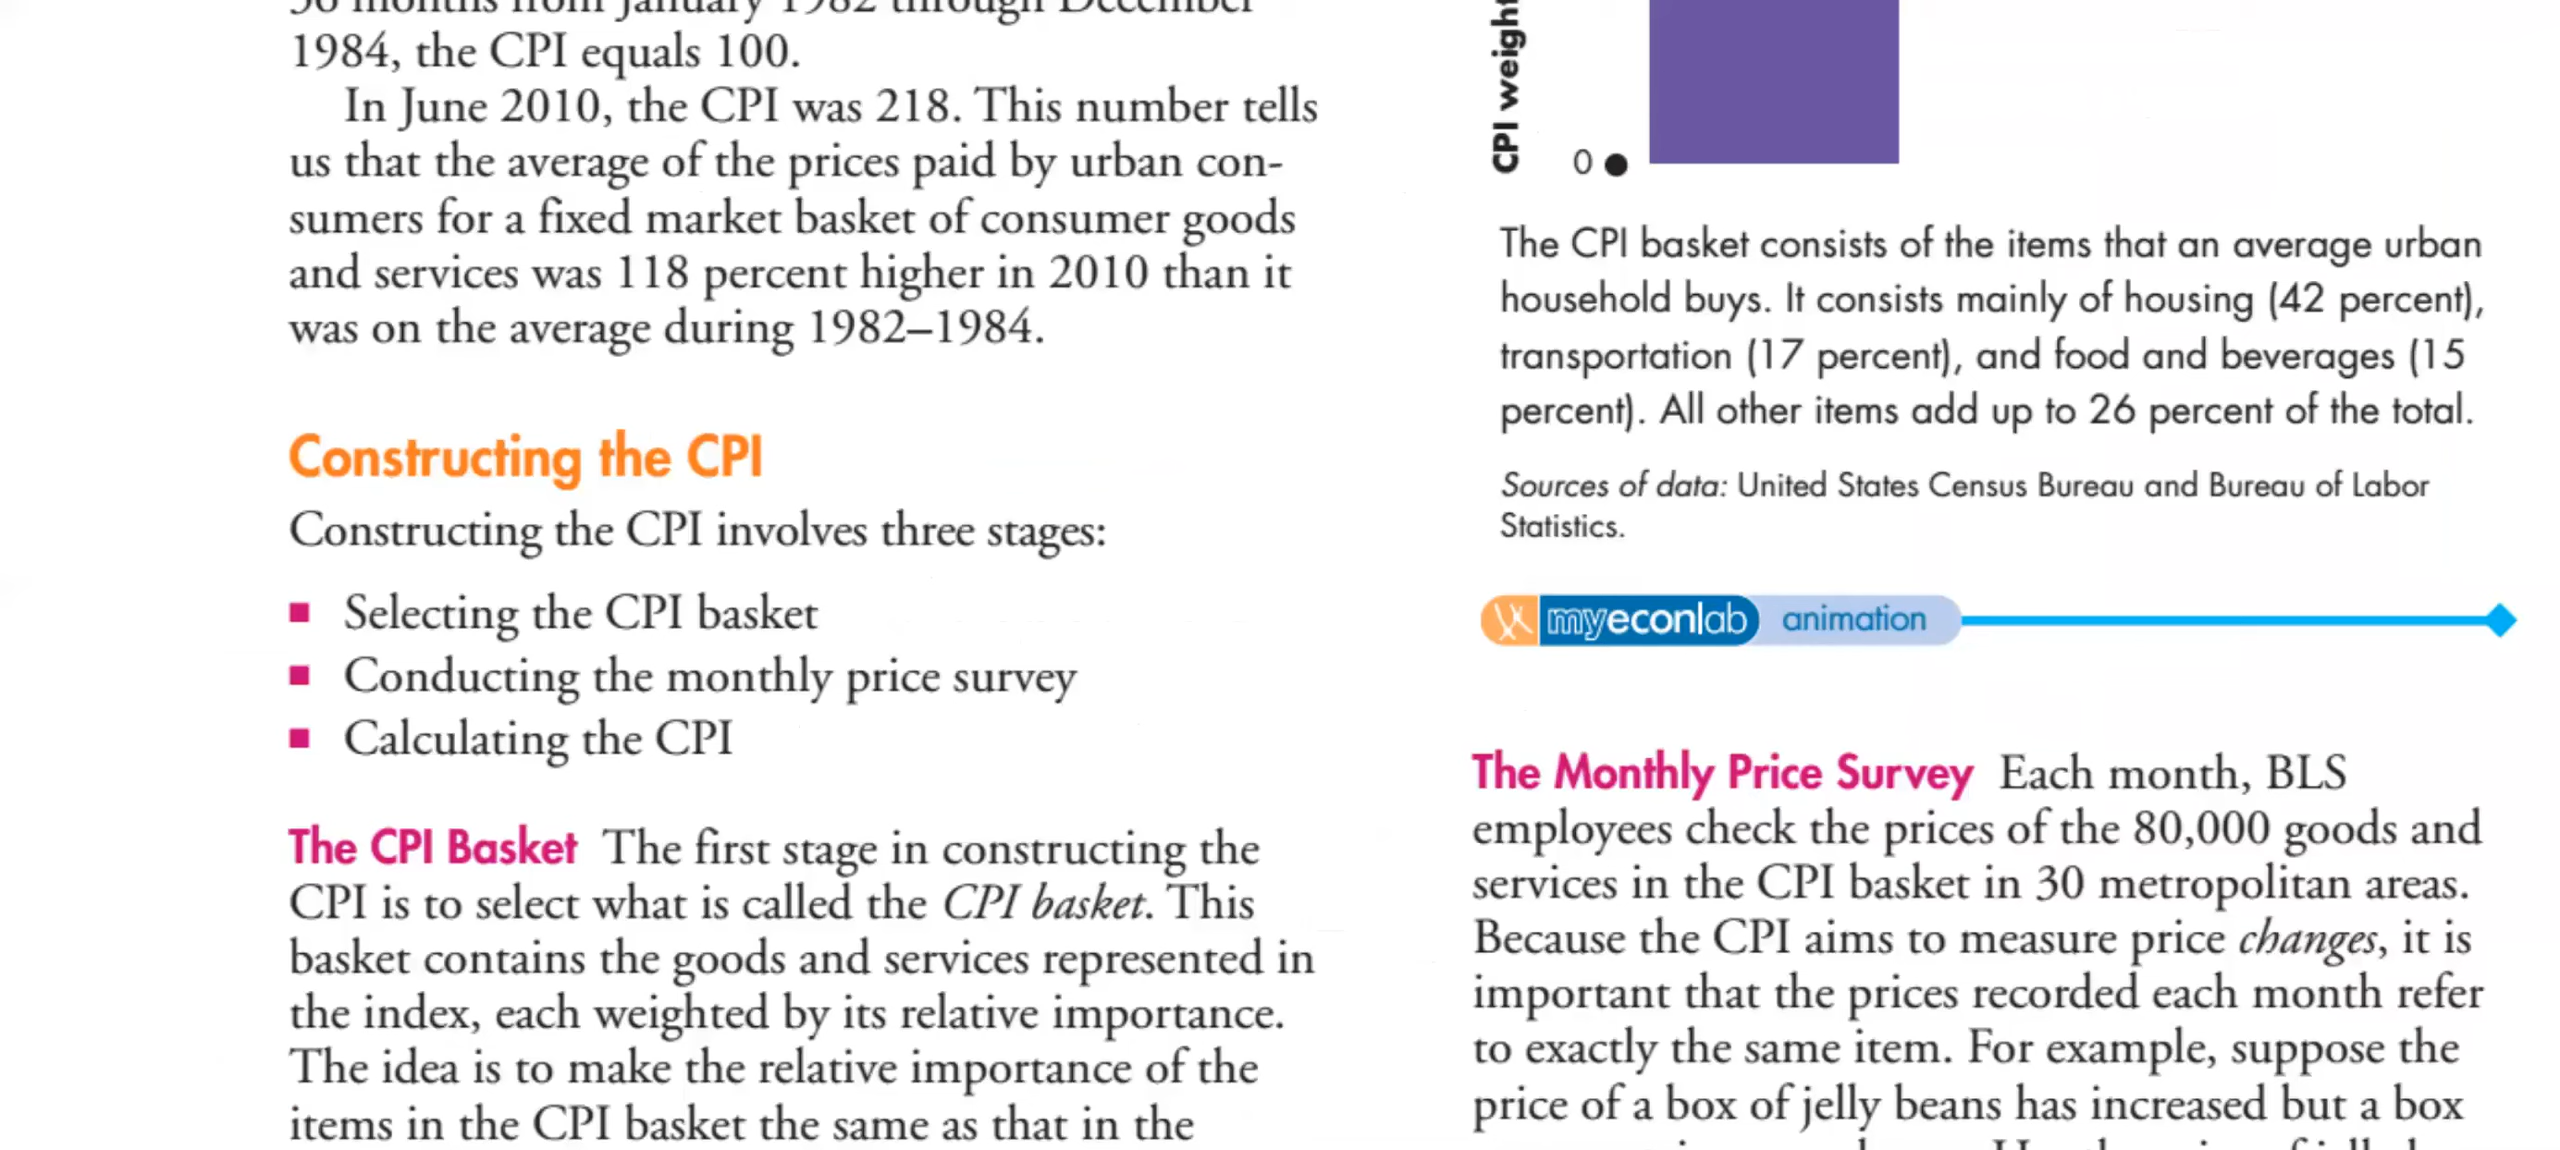 36 months from January 1982 through December
1984, the CPI equals 100.
In June 2010, the CPI was 218. This number tells
us that the average of the prices paid by urban con-
sumers for a fixed market basket of consumer goods
and services was 118 percent higher in 2010 than it
was on the average during 1982–1984.
Constructing the CPI
Constructing the CPI involves three stages:
■ Selecting the CPI basket
■ Conducting the monthly price survey
■ Calculating the CPI
The CPI Basket The first stage in constructing the
CPI is to select what is called the CPI basket. This
basket contains the goods and services represented in
the index, each weighted by its relative importance.
The idea is to make the relative importance of the
items in the CPI basket the same as that in the
CPI weight
0
The CPI basket consists of the items that an average urban
household buys. It consists mainly of housing (42 percent),
transportation (17 percent), and food and beverages (15
percent). All other items add up to 26 percent of the total.
Sources of data: United States Census Bureau and Bureau of Labor
Statistics.
myeconlab animation
The Monthly Price Survey Each month, BLS
employees check the prices of the 80,000 goods and
services in the CPI basket in 30 metropolitan areas.
Because the CPI aims to measure price changes, it is
important that the prices recorded each month refer
to exactly the same item. For example, suppose the
price of a box of jelly beans has increased but a box